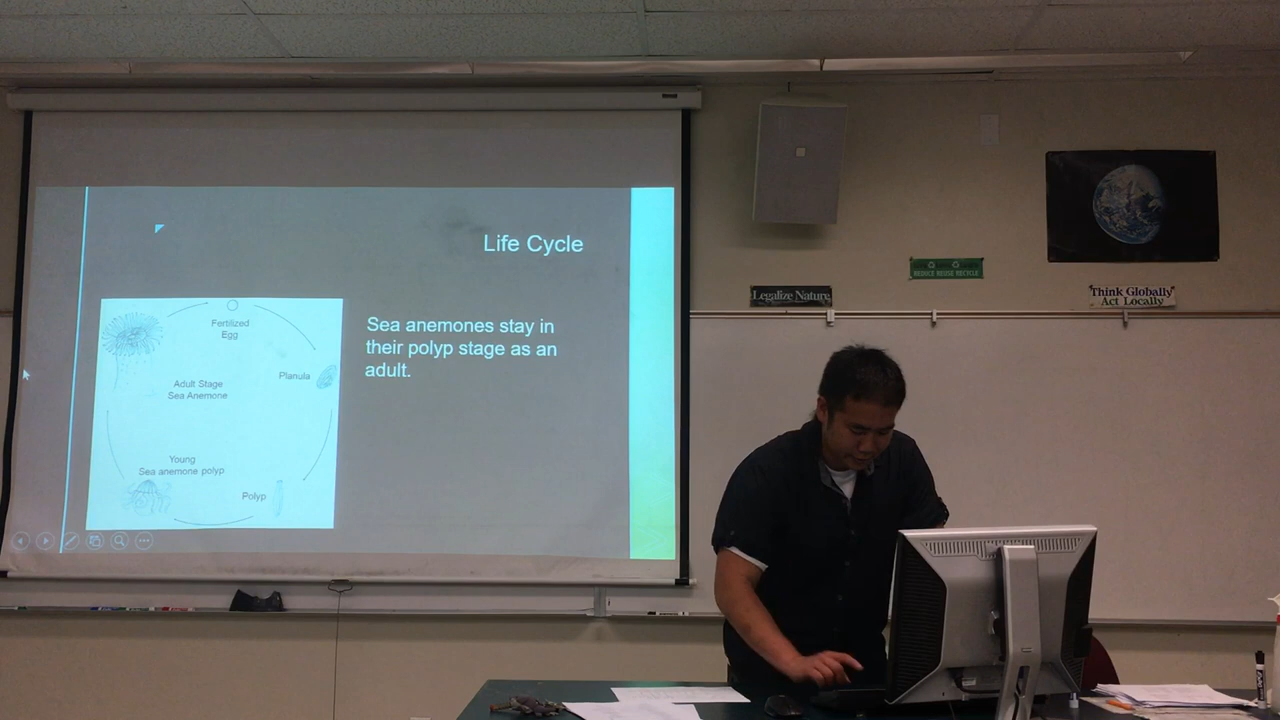 Life Cycle
Fertilized
Egg
Planula
Adult Stage
Sea Anemone
Young
Sea anemone polyp
Polyp
Sea anemones stay in
their polyp stage as an
adult.
Legalize Nature
REDUCE REUSE RECYCLE
Think Globally
Act Locally